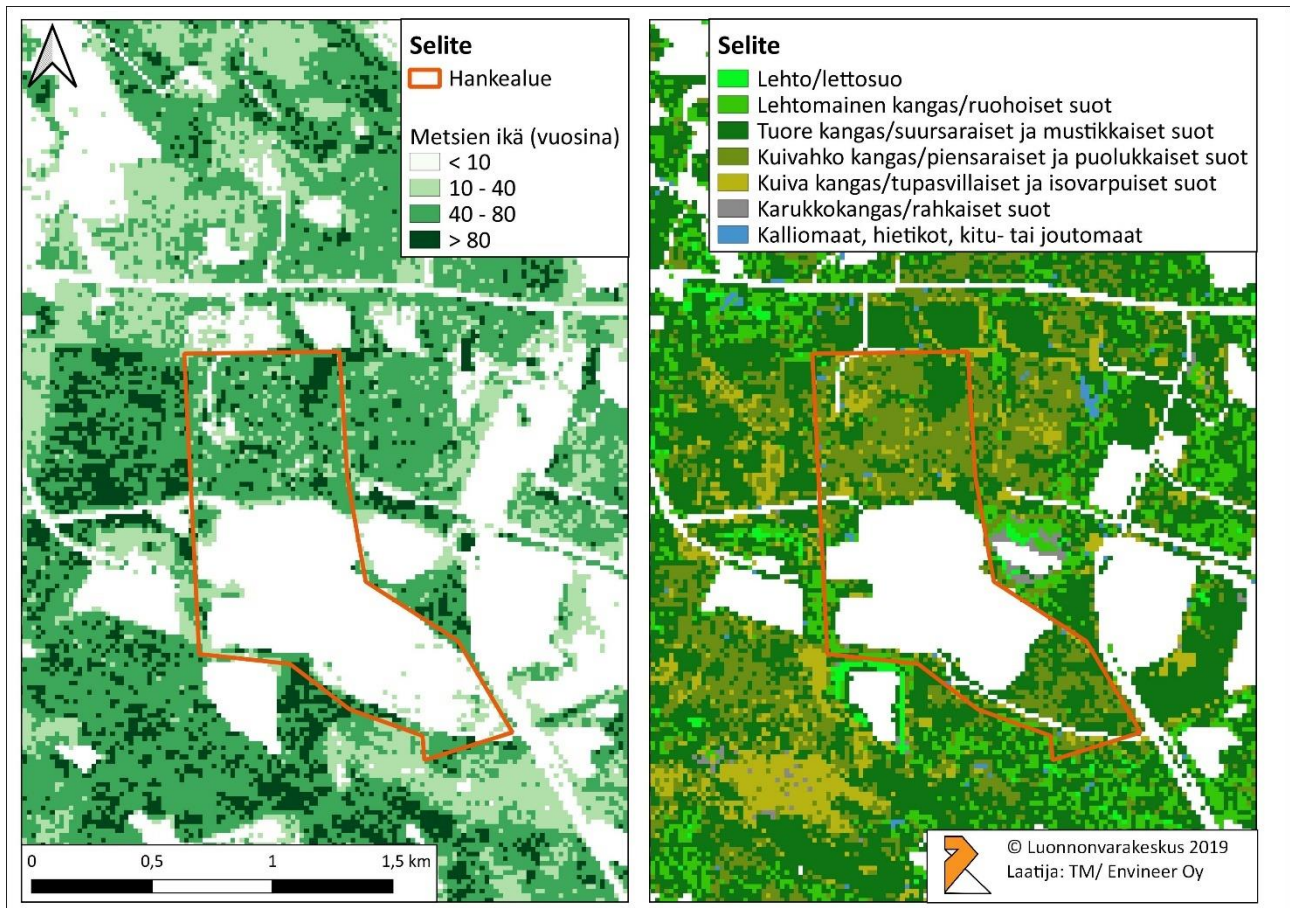 Selite
Hankealue
Metsien ikä (vuosina)
< 10
10 - 40
40 - 80
> 80
0 0,5 1 1,5 km
Selite
Lehto/lettosuo
Lehtomainen kangas/ruohoiset suot
Tuore kangas/suursaraiset ja mustikkaiset suot
Kuivahko kangas/piensaraiset ja puolukkaiset suot
Kuiva kangas/tupasvillaiset ja isovarpuiset suot
Karukkokangas/rahkaiset suot
Kalliomaat, hietikot, kitu- tai joutomaat
© Luonnonvarakeskus 2019
Laatija: TM/ Envineer Oy